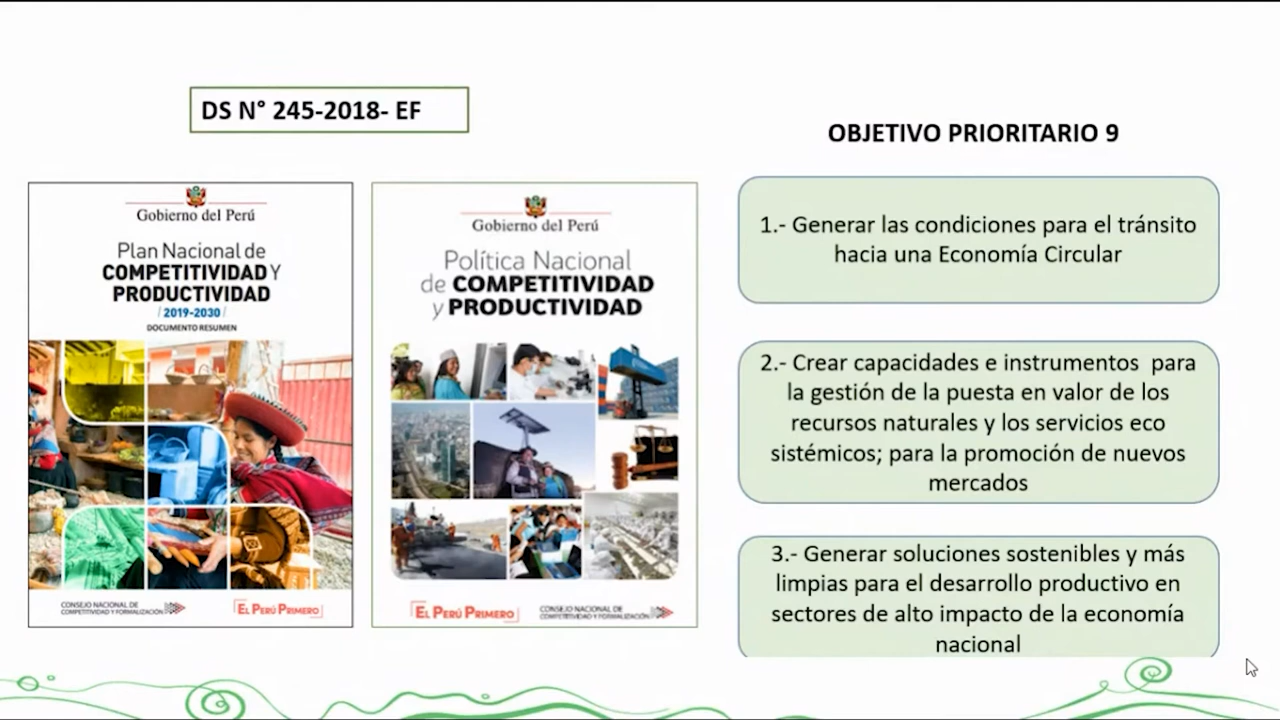 DS N° 245-2018- EF
Gobierno del Perú
Plan Nacional de
COMPETITIVIDAD Y
PRODUCTIVIDAD
/ 2019-2030 /
DOCUMENTO RESUMEN
CONSEJO NACIONAL DE
COMPETITIVIDAD Y FORMALIZACIÓN
EL PERÚ PRIMERO
Gobierno del Perú
Política Nacional
de COMPETITIVIDAD
y PRODUCTIVIDAD
EL PERÚ PRIMERO
CONSEJO NACIONAL DE
COMPETITIVIDAD Y FORMALIZACIÓN
OBJETIVO PRIORITARIO 9
1.- Generar las condiciones para el tránsito
hacia una Economía Circular
2.- Crear capacidades e instrumentos para
la gestión de la puesta en valor de los
recursos naturales y los servicios eco
sistémicos; para la promoción de nuevos
mercados
3.- Generar soluciones sostenibles y más
limpias para el desarrollo productivo en
sectores de alto impacto de la economía
nacional